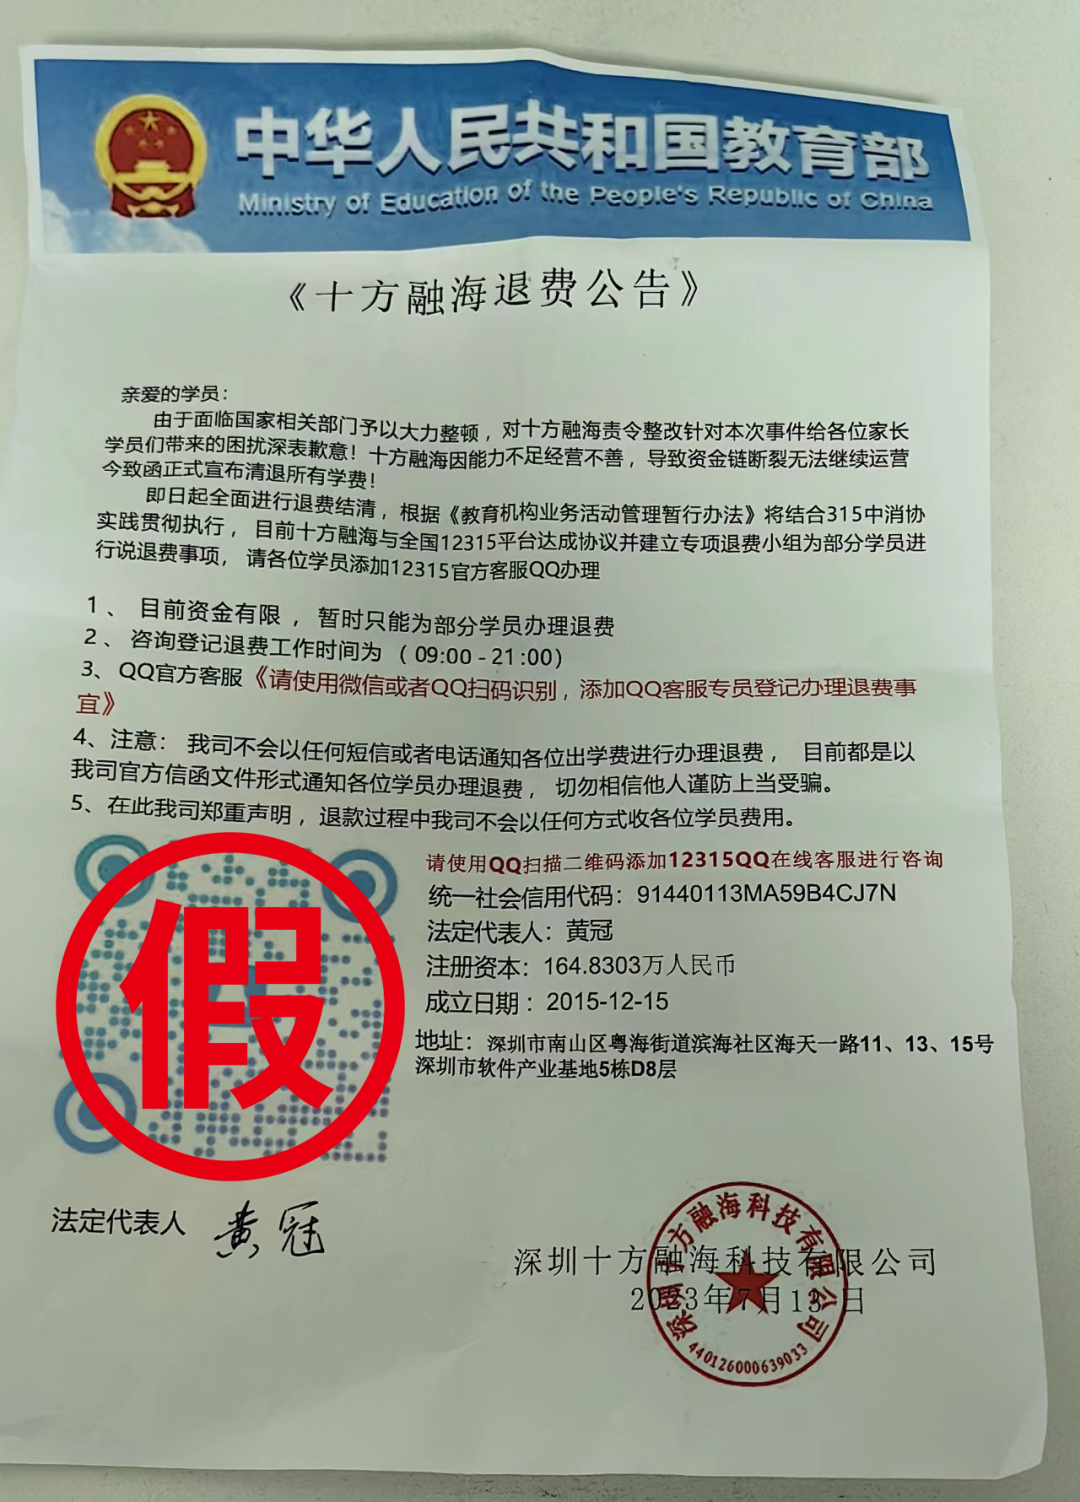 中华人民共和国教育部
Ministry of Education of the People's Republic of China
《十方融海退费公告》
亲爱的学员：
由于面临国家相关部门予以大力整顿，对十方融海责令整改针对本次事件给各位家长
学员们带来的困扰深表歉意！十方融海因能力不足经营不善，导致资金链断裂无法继续运营
今致函正式宣布清退所有学费！
即日起全面进行退费结清，根据《教育机构业务活动管理暂行办法》将结合315中消协
实践贯彻执行，目前十方融海与全国12315平台达成协议并建立专项退费小组为部分学员进
行说退费事项，请各位学员添加12315官方客服QQ办理
1、目前资金有限，暂时只能为部分学员办理退费
2、咨询登记退费工作时间为（09:00-21:00）
3、QQ官方客服《请使用微信或者QQ扫码识别，添加QQ客服专员登记办理退费事
宜》
4、注意：我司不会以任何短信或者电话通知各位出学费进行办理退费，目前都是以
我司官方信函文件形式通知各位学员办理退费，切勿相信他人谨防上当受骗。
5、在此我司郑重声明，退款过程中我司不会以任何方式收各位学员费用。
假
请使用QQ扫描二维码添加12315QQ在线客服进行咨询
统一社会信用代码：91440113MA59B4CJ7N
法定代表人：黄冠
注册资本：164.8303万人民币
成立日期：2015-12-15
地址：深圳市南山区粤海街道滨海社区海天一路11、13、15号
深圳市软件产业基地5栋D8层
法定代表人 黄冠
深圳十方融海科技有限公司
2023年7月13日
深圳十方融海科技有限公司
440126000639033